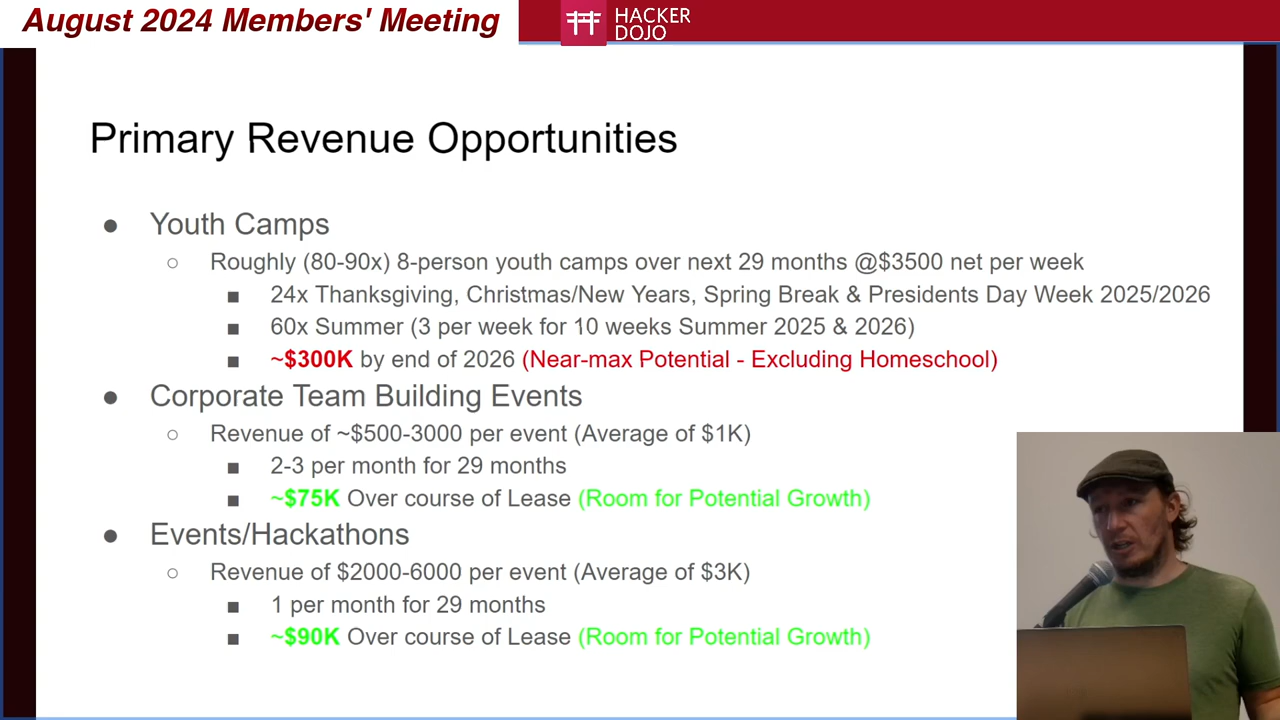 August 2024 Members' Meeting
HACKER
DOJO
Primary Revenue Opportunities
● Youth Camps
○ Roughly (80-90x) 8-person youth camps over next 29 months @$3500 net per week
■ 24x Thanksgiving, Christmas/New Years, Spring Break & Presidents Day Week 2025/2026
■ 60x Summer (3 per week for 10 weeks Summer 2025 & 2026)
■ ~$300K by end of 2026 (Near-max Potential - Excluding Homeschool)
● Corporate Team Building Events
○ Revenue of ~$500-3000 per event (Average of $1K)
■ 2-3 per month for 29 months
■ ~$75K Over course of Lease (Room for Potential Growth)
● Events/Hackathons
○ Revenue of $2000-6000 per event (Average of $3K)
■ 1 per month for 29 months
■ ~$90K Over course of Lease (Room for Potential Growth)